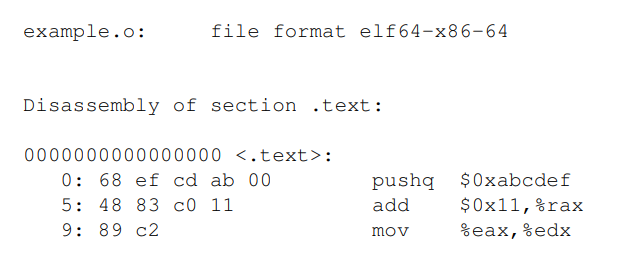 example.o:     file format elf64-x86-64
Disassembly of section .text:
0000000000000000 <.text>:
   0: 68 ef cd ab 00        pushq  $0xabcdef
   5: 48 83 c0 11           add    $0x11,%rax
   9: 89 c2                 mov    %eax,%edx